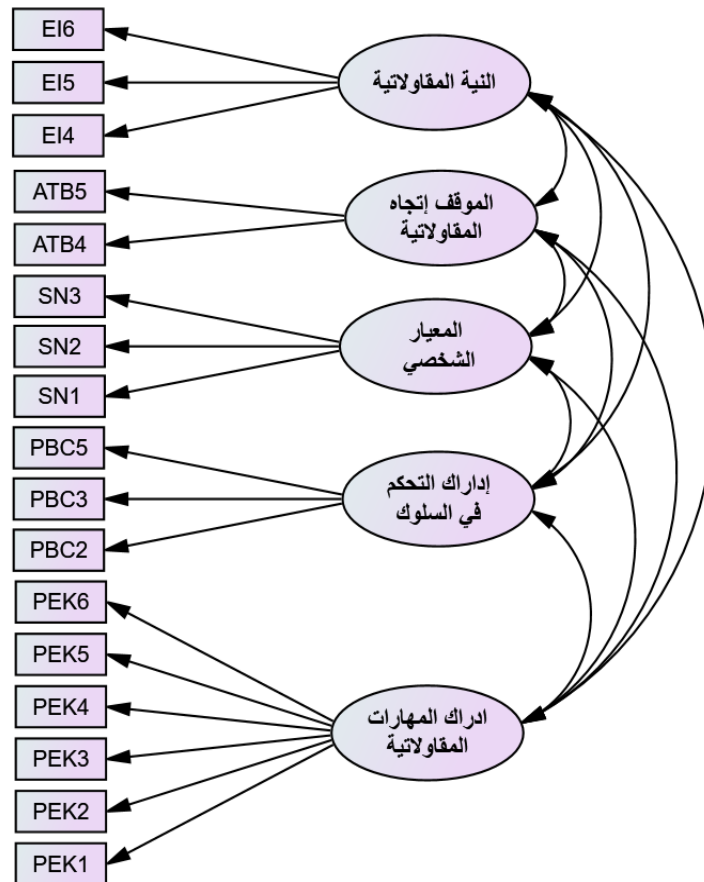 EI6
EI5
EI4
النية المقاولاتية
ATB5
ATB4
الموقف إتجاه
المقاولاتية
SN3
SN2
SN1
المعيار
الشخصي
PBC5
PBC3
PBC2
إداراك التحكم
في السلوك
PEK6
PEK5
PEK4
PEK3
PEK2
PEK1
ادراك المهارات
المقاولاتية